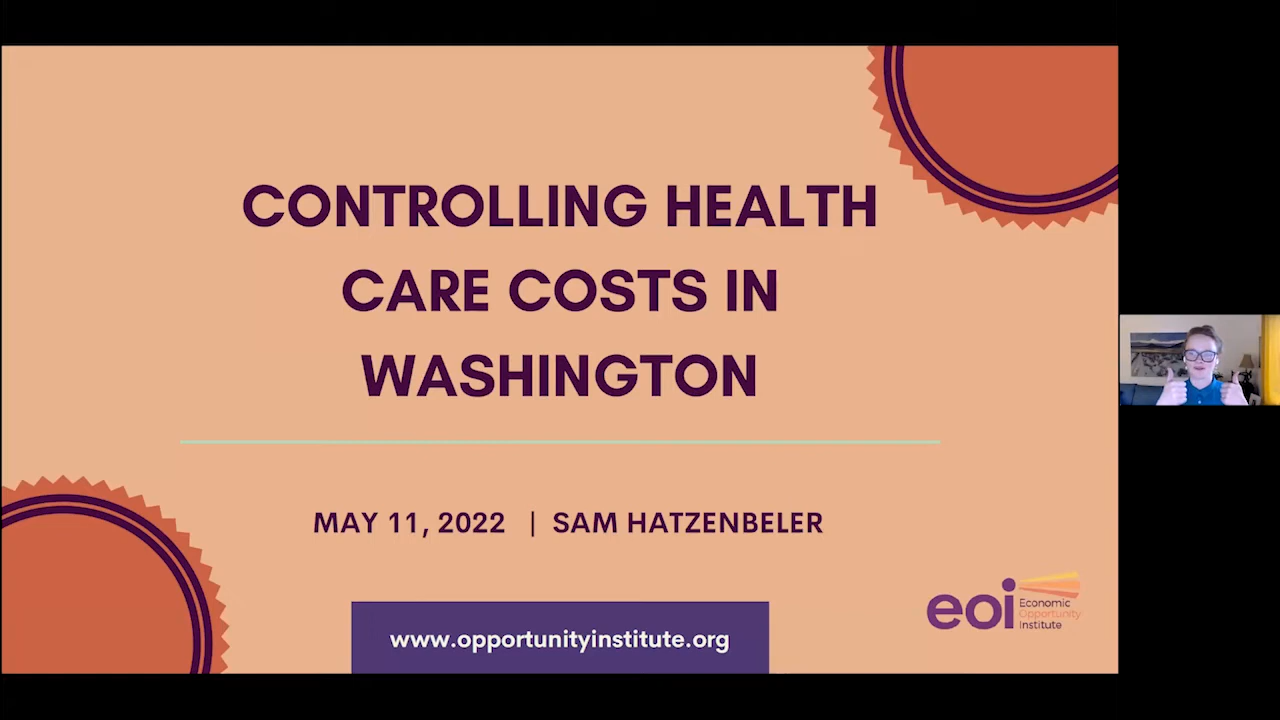 CONTROLLING HEALTH
CARE COSTS IN
WASHINGTON
MAY 11, 2022 | SAM HATZENBELER
eoi
Economic
Opportunity
Institute
www.opportunityinstitute.org